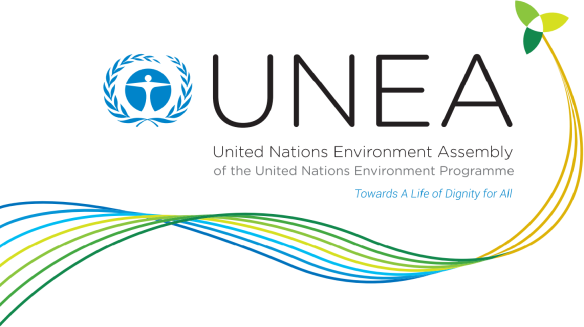 UNEA
United Nations Environment Assembly
of the United Nations Environment Programme
Towards A Life of Dignity for All